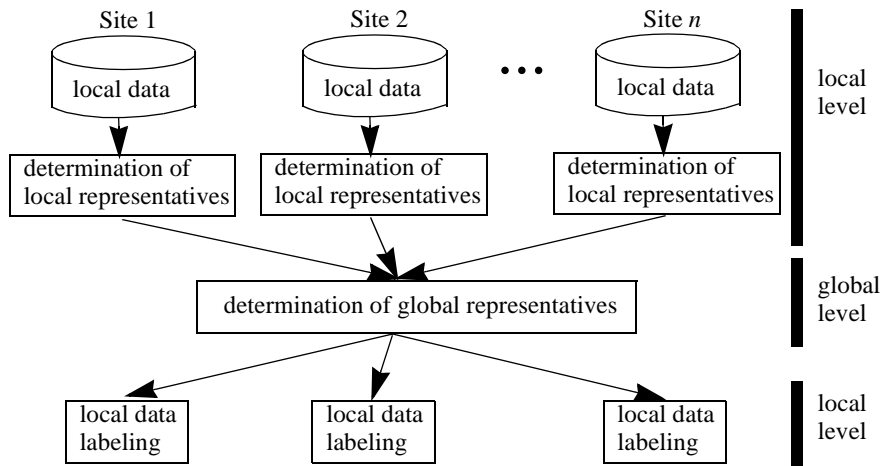 Site 1
Site 2
Site n
local data
local data
• • •
local data
local
level
determination of
local representatives
determination of
local representatives
determination of
local representatives
determination of global representatives
global
level
local data
labeling
local data
labeling
local data
labeling
local
level